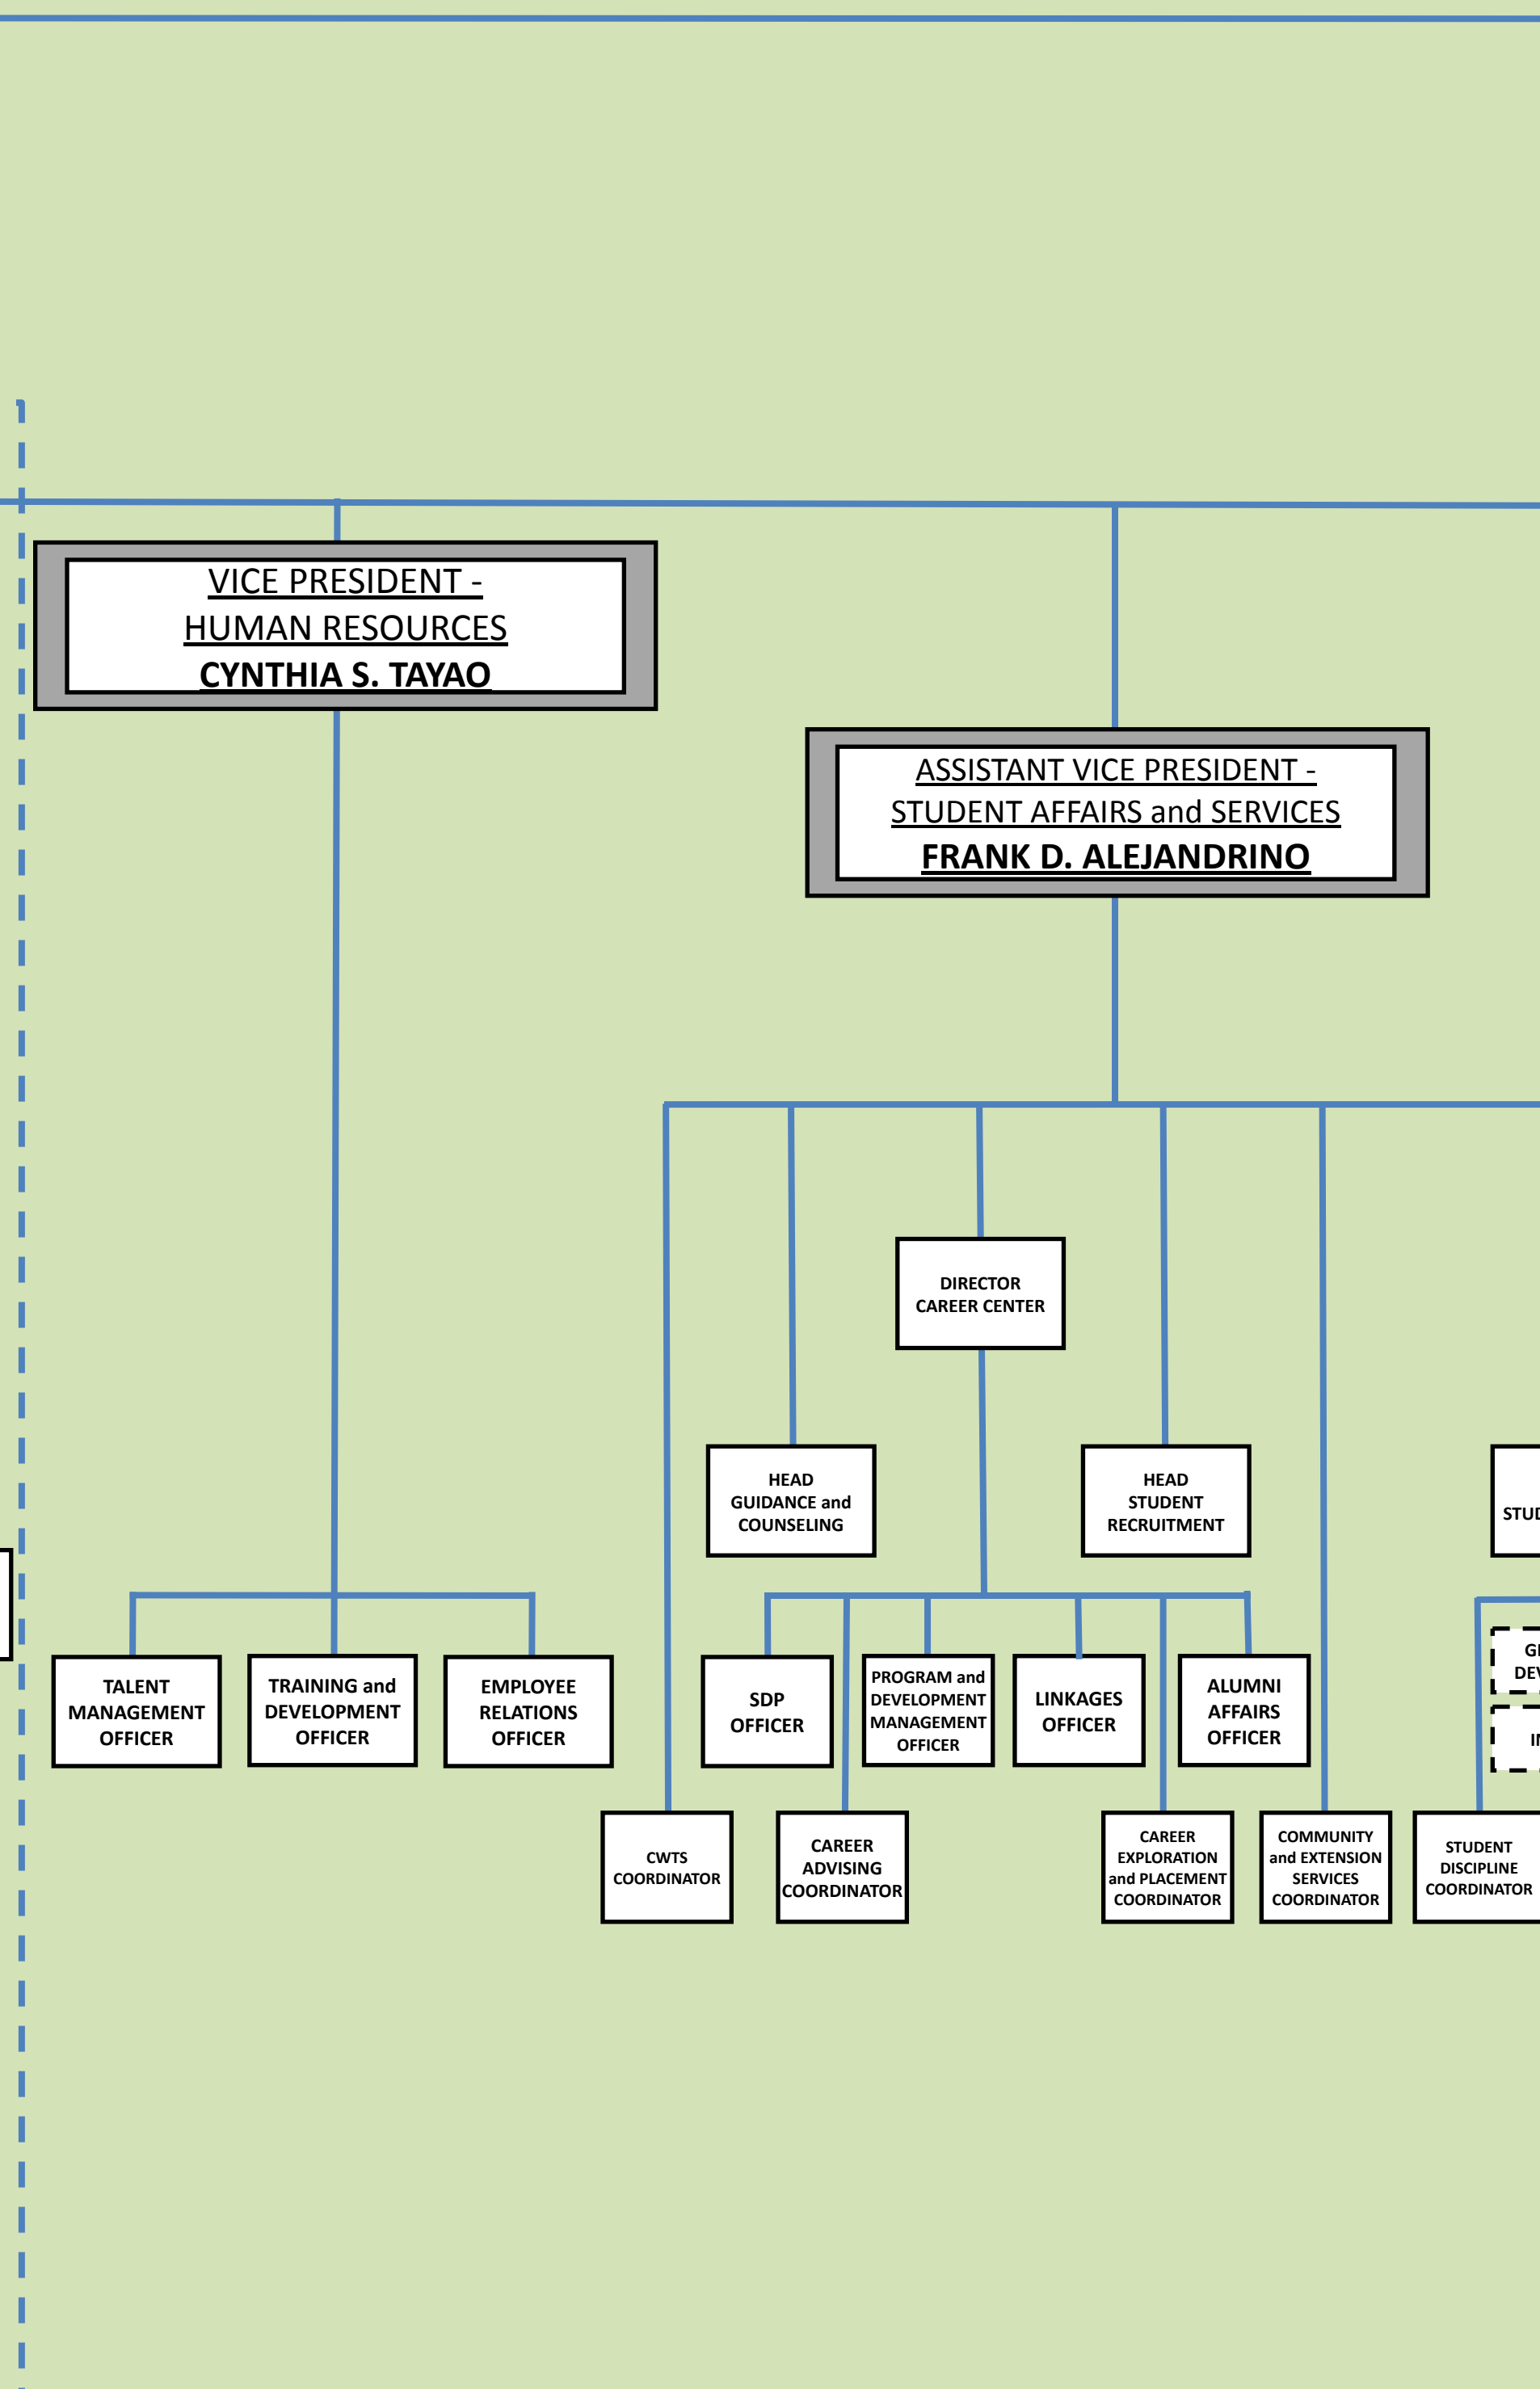 VICE PRESIDENT -
HUMAN RESOURCES
CYNTHIA S. TAYAO
ASSISTANT VICE PRESIDENT -
STUDENT AFFAIRS and SERVICES
FRANK D. ALEJANDRINO
DIRECTOR
CAREER CENTER
HEAD
GUIDANCE and
COUNSELING
HEAD
STUDENT
RECRUITMENT
TALENT
MANAGEMENT
OFFICER
TRAINING and
DEVELOPMENT
OFFICER
EMPLOYEE
RELATIONS
OFFICER
SDP
OFFICER
PROGRAM and
DEVELOPMENT
MANAGEMENT
OFFICER
LINKAGES
OFFICER
ALUMNI
AFFAIRS
OFFICER
CWTS
COORDINATOR
CAREER
ADVISING
COORDINATOR
CAREER
EXPLORATION
and PLACEMENT
COORDINATOR
COMMUNITY
and EXTENSION
SERVICES
COORDINATOR
STUDENT
DISCIPLINE
COORDINATOR